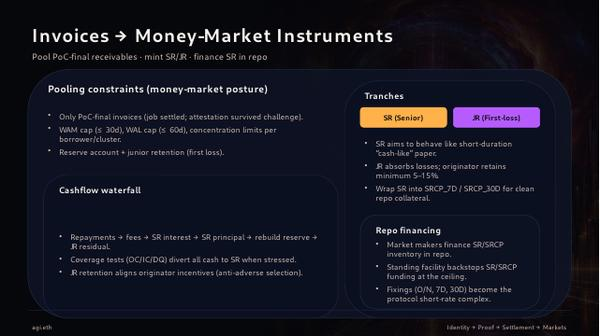 Invoices → Money-Market Instruments
Pool PoC-final receivables · mint SR/JR · finance SR in repo
Pooling constraints (money-market posture)
• Only PoC-final invoices (job settled; attestation survived challenge).
• WAM cap (≤ 30d), WAL cap (≤ 60d), concentration limits per
borrower/cluster.
• Reserve account + junior retention (first loss).
Cashflow waterfall
• Repayments → fees → SR interest → SR principal → rebuild reserve →
JR residual.
• Coverage tests (OC/IC/DQ) divert all cash to SR when stressed.
• JR retention aligns originator incentives (anti-adverse selection).
Tranches
SR (Senior)
JR (First-loss)
• SR aims to behave like short-duration
"cash-like" paper.
• JR absorbs losses; originator retains
minimum 5–15%.
• Wrap SR into SRCP_7D / SRCP_30D for clean
repo collateral.
Repo financing
• Market makers finance SR/SRCP
inventory in repo.
• Standing facility backstops SR/SRCP
funding at the ceiling.
• Fixings (O/N, 7D, 30D) become the
protocol short-rate complex.
agi.eth
Identity → Proof → Settlement → Markets